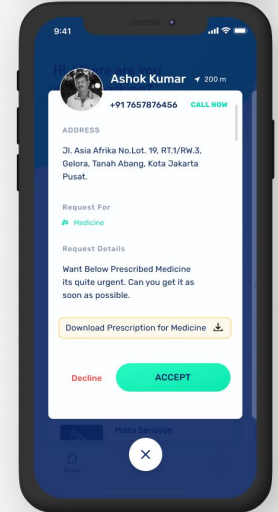 9:41
Ashok Kumar 200 m
+91 7657876456 CALL NOW
ADDRESS
Jl. Asia Afrika No.Lot. 19, RT.1/RW.3,
Gelora, Tanah Abang, Kota Jakarta
Pusat.
Request For
Medicine
Request Details
Want Below Prescribed Medicine
its quite urgent. Can you get it as
soon as possible.
Download Prescription for Medicine
Decline ACCEPT
Plaza Senayan
Home